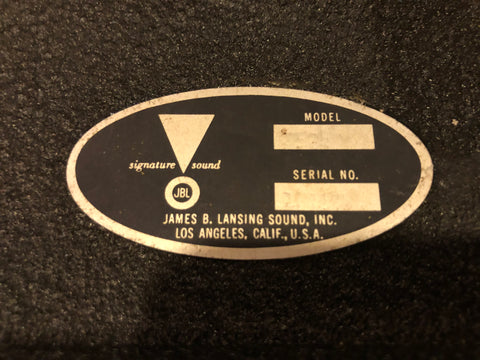 MODEL
signature sound
SERIAL NO.
JBL
JAMES B. LANSING SOUND, INC.
LOS ANGELES, CALIF., U.S.A.